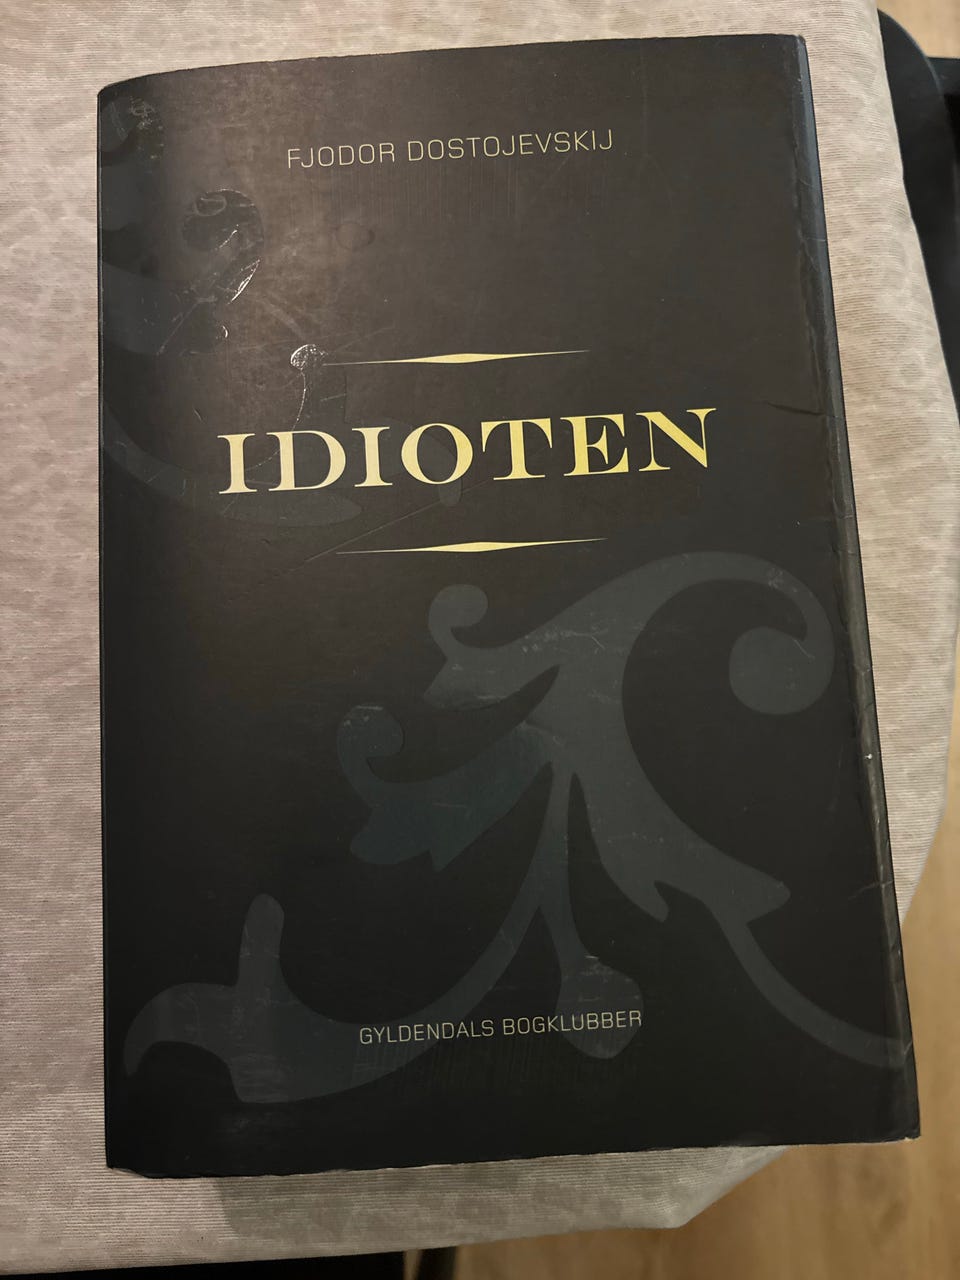 FJODOR DOSTOJEVSKIJ
IDIOTEN
GYLDENDALS BOGKLUBBER